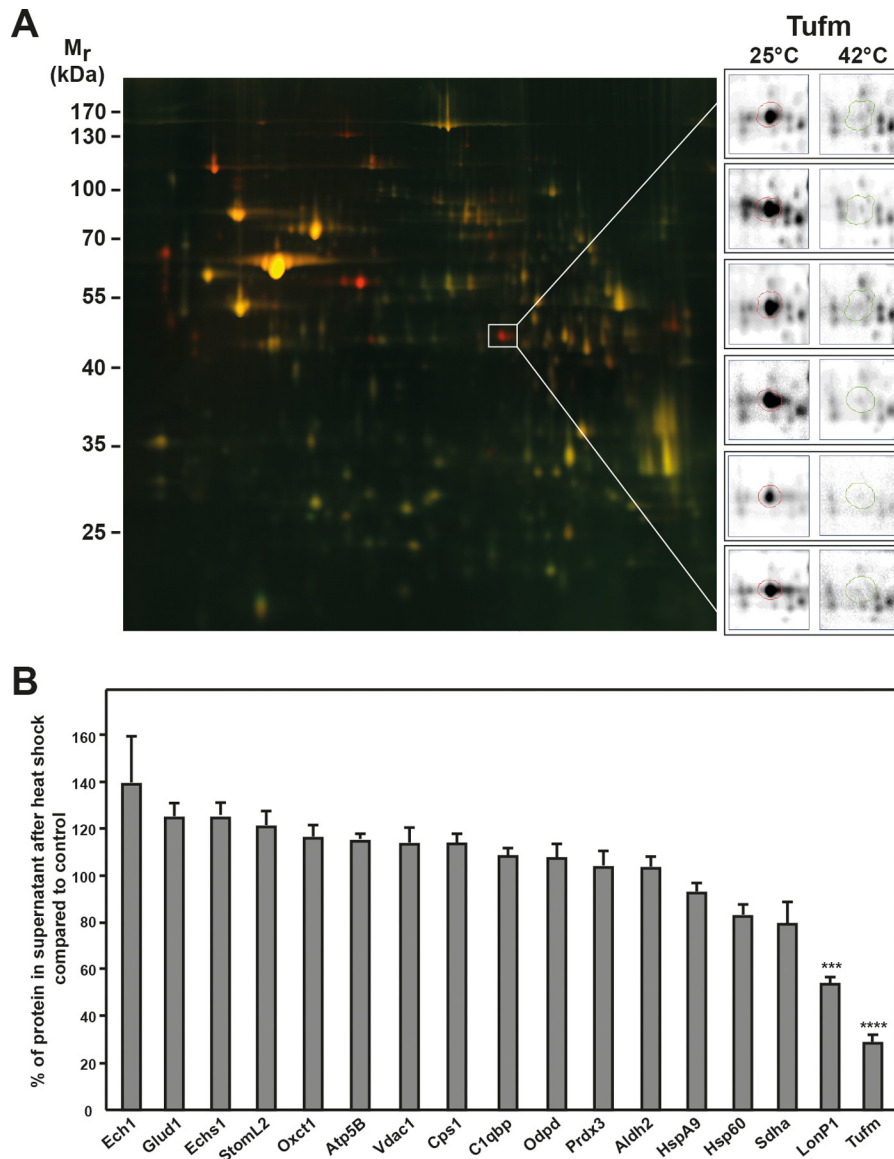 A
Mr
(kDa)
170
130
100
70
55
40
35
25
Tufm
25°C 42°C
B
% of protein in supernatant after heat shock
compared to control
160
140
120
100
80
60
40
20
0
***
****
Ech1
Glud1
Echs1
StomL2
Oxct1
Atp5B
Vdac1
Cps1
C1qbp
Odpd
Prdx3
Aldh2
HspA9
Hsp60
Sdha
LonP1
Tufm